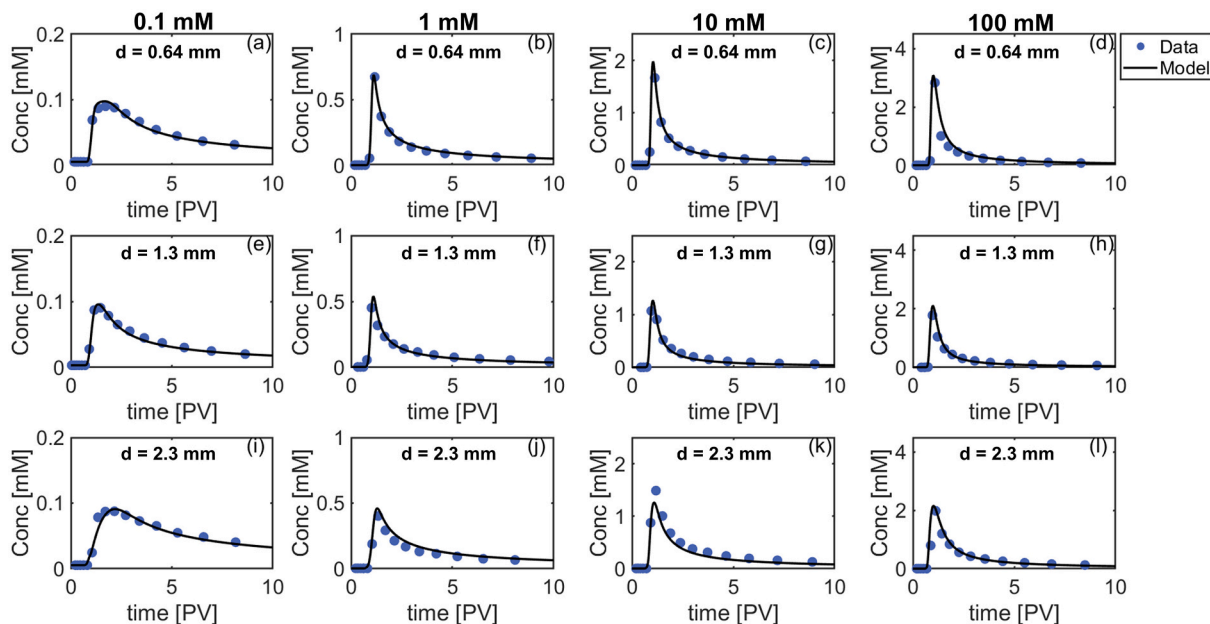 0.1 mM 1 mM 10 mM 100 mM
(a) (b) (c) (d)
d = 0.64 mm d = 0.64 mm d = 0.64 mm d = 0.64 mm
Data
Model
0.2 1 2 4
0.1 0.5 1 2
0 0 0 0
Conc [mM] Conc [mM] Conc [mM] Conc [mM]
0 5 10 0 5 10 0 5 10 0 5 10
time [PV] time [PV] time [PV] time [PV]
(e) (f) (g) (h)
d = 1.3 mm d = 1.3 mm d = 1.3 mm d = 1.3 mm
0.2 1 2 4
0.1 0.5 1 2
0 0 0 0
Conc [mM] Conc [mM] Conc [mM] Conc [mM]
0 5 10 0 5 10 0 5 10 0 5 10
time [PV] time [PV] time [PV] time [PV]
(i) (j) (k) (l)
d = 2.3 mm d = 2.3 mm d = 2.3 mm d = 2.3 mm
0.2 1 2 4
0.1 0.5 1 2
0 0 0 0
Conc [mM] Conc [mM] Conc [mM] Conc [mM]
0 5 10 0 5 10 0 5 10 0 5 10
time [PV] time [PV] time [PV] time [PV]